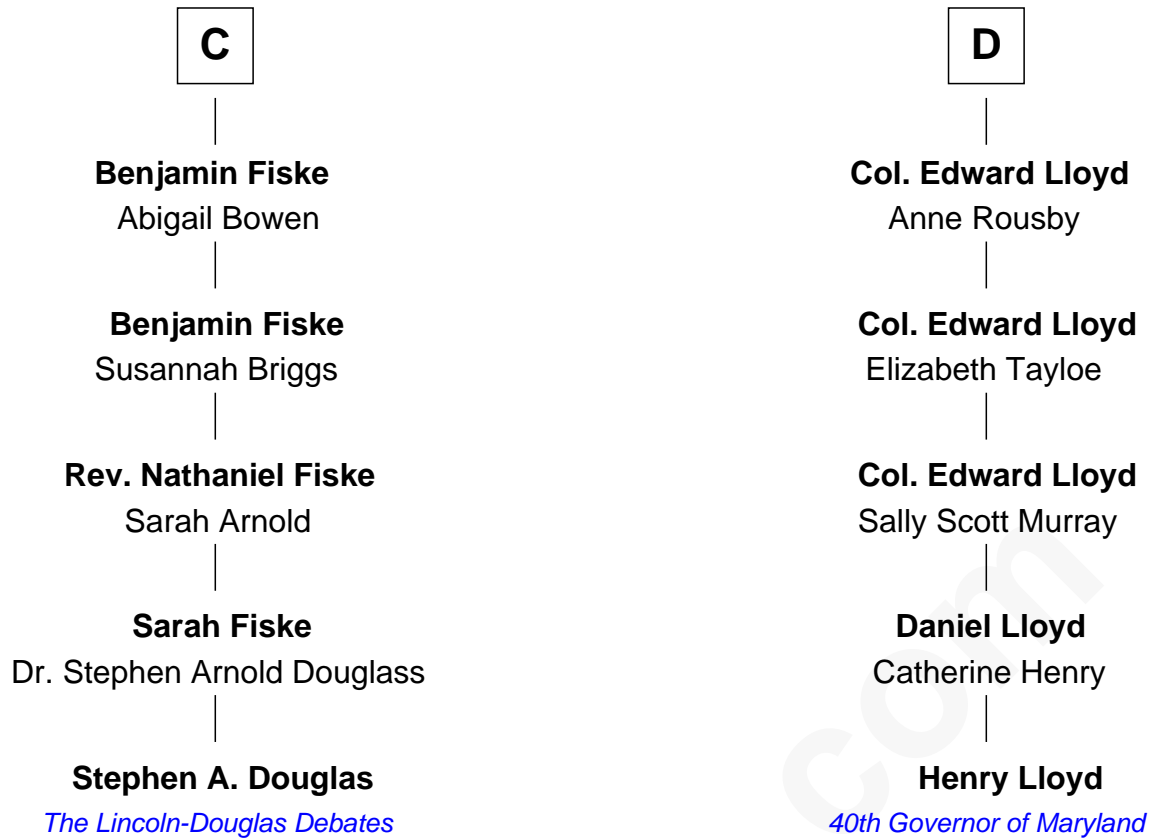 C
Benjamin Fiske
Abigail Bowen
Benjamin Fiske
Susannah Briggs
Rev. Nathaniel Fiske
Sarah Arnold
Sarah Fiske
Dr. Stephen Arnold Douglass
Stephen A. Douglas
The Lincoln-Douglas Debates
D
Col. Edward Lloyd
Anne Rousby
Col. Edward Lloyd
Elizabeth Tayloe
Col. Edward Lloyd
Sally Scott Murray
Daniel Lloyd
Catherine Henry
Henry Lloyd
40th Governor of Maryland
com